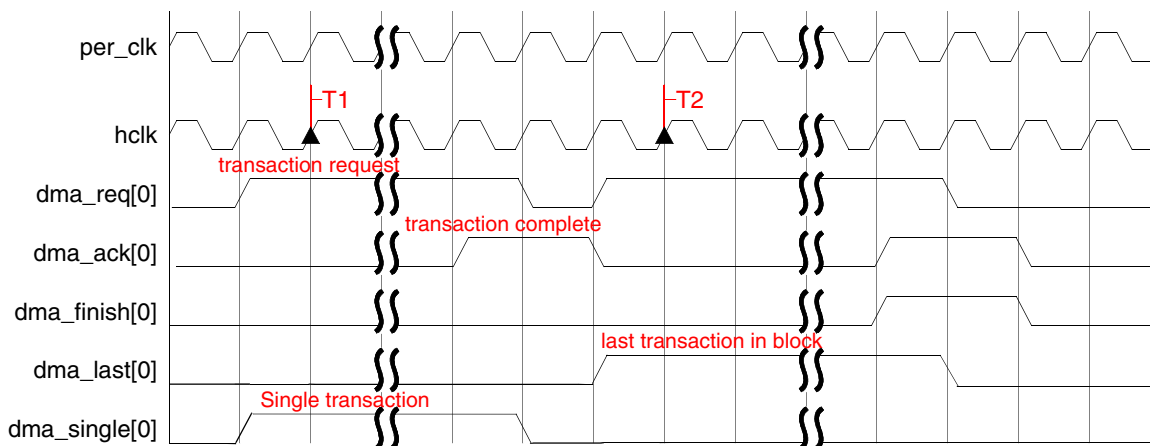 per_clk
T1
T2
hclk
transaction request
dma_req[0]
transaction complete
dma_ack[0]
dma_finish[0]
last transaction in block
dma_last[0]
Single transaction
dma_single[0]